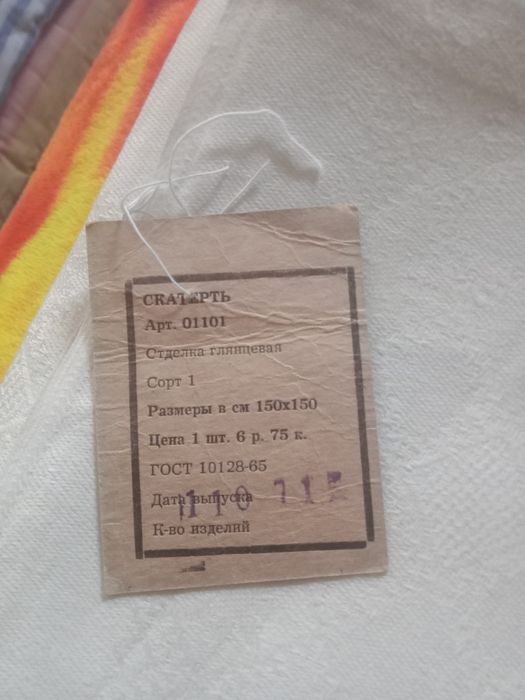 СКАТЕРТЬ
Арт. 01101
Отделка глянцевая
Сорт 1
Размеры в см 150х150
Цена 1 шт. 6 р. 75 к.
ГОСТ 10128-65
Дата выпуска
К-во изделий